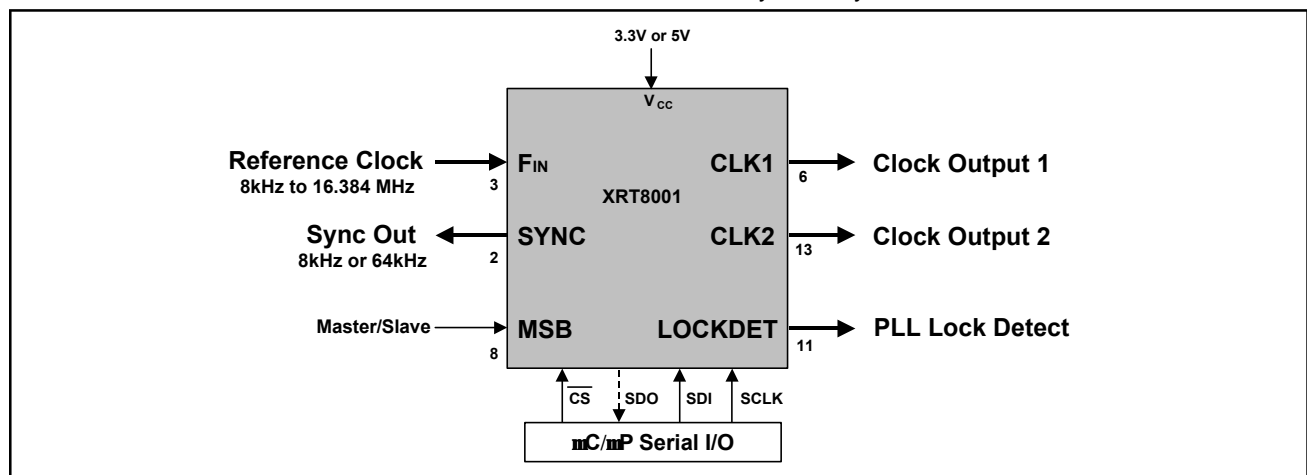 3.3V or 5V
VCC
Reference Clock
8kHz to 16.384 MHz
3
FIN
CLK1
6
Clock Output 1
XRT8001
Sync Out
8kHz or 64kHz
2
SYNC
CLK2
13
Clock Output 2
Master/Slave
8
MSB
LOCKDET
11
PLL Lock Detect
CS
SDO
SDI
SCLK
mC/mP Serial I/O